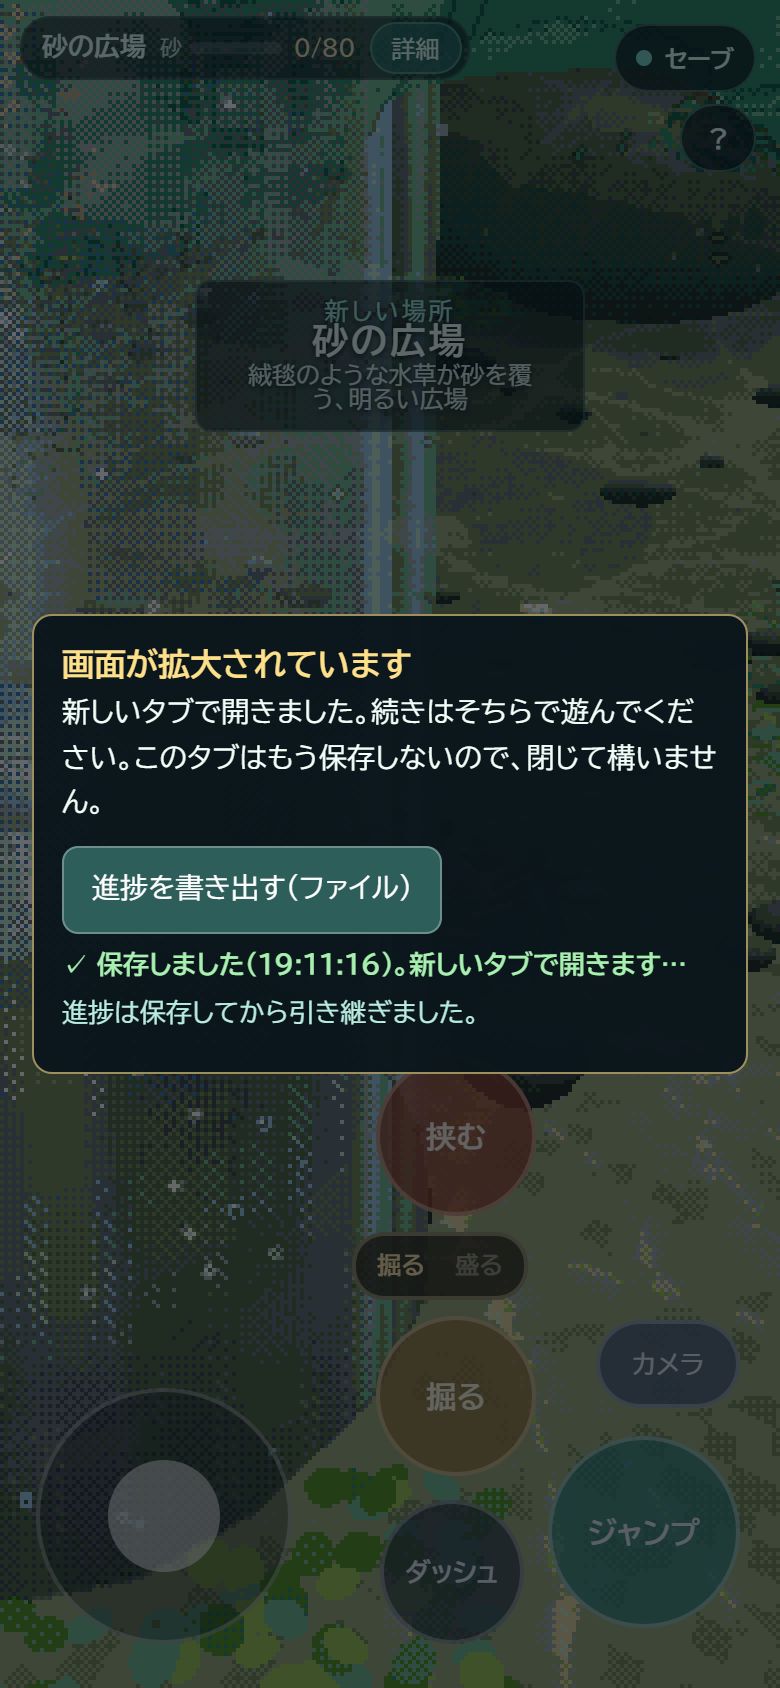 砂の広場 砂 0/80 詳細
セーブ
?
新しい場所
砂の広場
絨毯のような水草が砂を覆
う、明るい広場
画面が拡大されています
新しいタブで開きました。続きはそちらで遊んでくだ
さい。このタブはもう保存しないので、閉じて構いませ
ん。
進捗を書き出す(ファイル)
✓ 保存しました(19:11:16)。新しいタブで開きます…
進捗は保存してから引き継ぎました。
挟む
掘る 盛る
カメラ
掘る
ジャンプ
ダッシュ